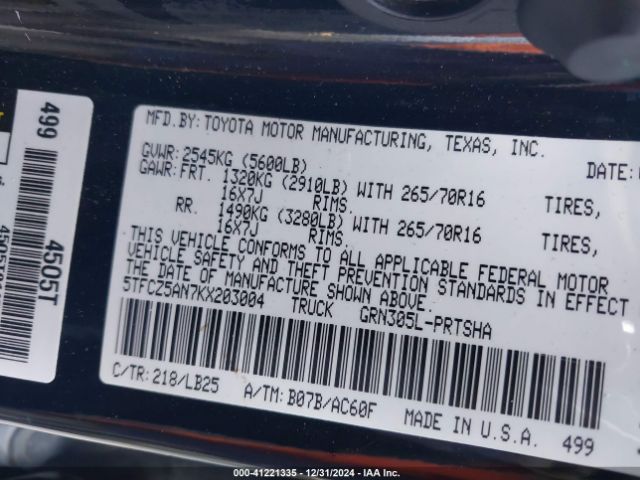 MFD.BY:TOYOTA MOTOR MANUFACTURING, TEXAS, INC.
GVWR:2545KG (5600LB) DATE:
GAWR:FRT. 1320KG (2910LB) WITH 265/70R16 TIRES,
16X7J RIMS.
RR. 1490KG (3280LB) WITH 265/70R16 TIRES,
16X7J RIMS.
THIS VEHICLE CONFORMS TO ALL APPLICABLE FEDERAL MOTOR
VEHICLE SAFETY AND THEFT PREVENTION STANDARDS IN EFFECT
THE DATE OF MANUFACTURE SHOWN ABOVE.
5TFCZ5AN7KX203004 TRUCK GRN305L-PRTSHA
C/TR:218/LB25 A/TM:B07B/AC60F
MADE IN U.S.A. 499
499
4505T
000-41221335 - 12/31/2024 - IAA Inc.